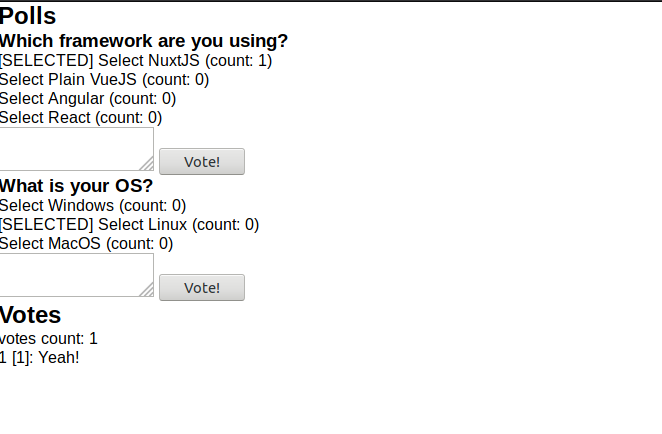 Polls
Which framework are you using?
[SELECTED] Select NuxtJS (count: 1)
Select Plain VueJS (count: 0)
Select Angular (count: 0)
Select React (count: 0)
Vote!
What is your OS?
Select Windows (count: 0)
[SELECTED] Select Linux (count: 0)
Select MacOS (count: 0)
Vote!
Votes
votes count: 1
1 [1]: Yeah!